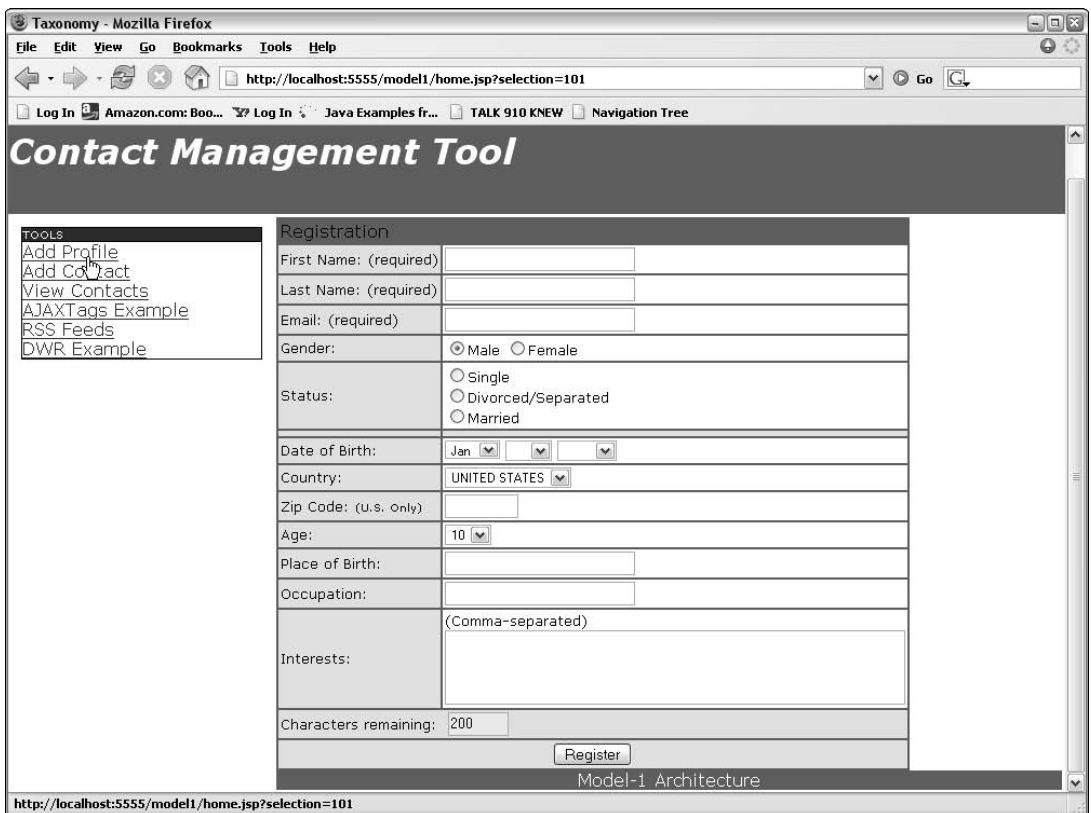 Taxonomy - Mozilla Firefox
File Edit View Go Bookmarks Tools Help
http://localhost:5555/model1/home.jsp?selection=101
Go
G
Log In Amazon.com: Boo... Log In Java Examples fr... TALK 910 KNEW Navigation Tree
Contact Management Tool
TOOLS
Add Profile
Add Contact
View Contacts
AJAXTags Example
RSS Feeds
DWR Example
Registration
First Name: (required)
Last Name: (required)
Email: (required)
Gender: Male Female
Status: Single
Divorced/Separated
Married
Date of Birth: Jan
Country: UNITED STATES
Zip Code: (U.S. Only)
Age: 10
Place of Birth:
Occupation:
(Comma-separated)
Interests:
Characters remaining: 200
Register
Model-1 Architecture
http://localhost:5555/model1/home.jsp?selection=101